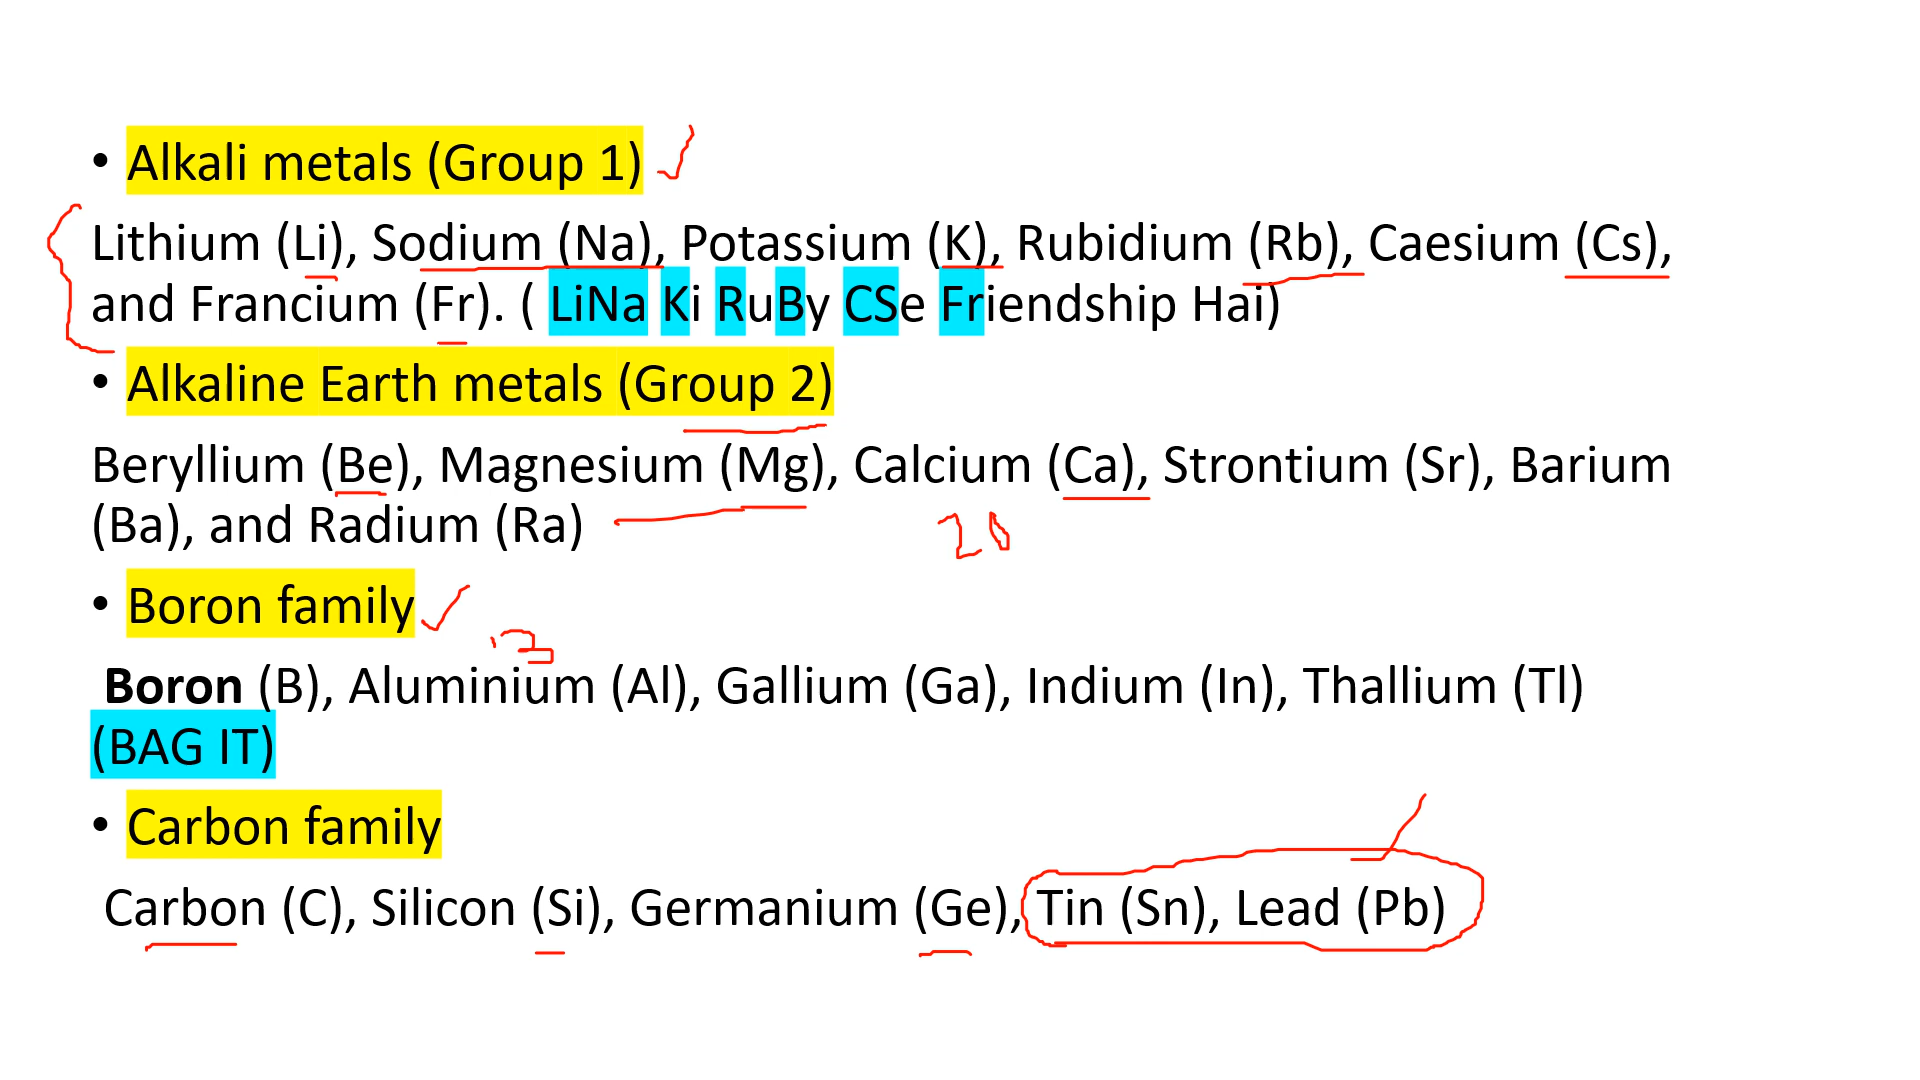 • Alkali metals (Group 1)
Lithium (Li), Sodium (Na), Potassium (K), Rubidium (Rb), Caesium (Cs),
and Francium (Fr). ( LiNa Ki RuBy CSe Friendship Hai)
• Alkaline Earth metals (Group 2)
Beryllium (Be), Magnesium (Mg), Calcium (Ca), Strontium (Sr), Barium
(Ba), and Radium (Ra)
20
• Boron family
13
Boron (B), Aluminium (Al), Gallium (Ga), Indium (In), Thallium (Tl)
(BAG IT)
• Carbon family
Carbon (C), Silicon (Si), Germanium (Ge), Tin (Sn), Lead (Pb)